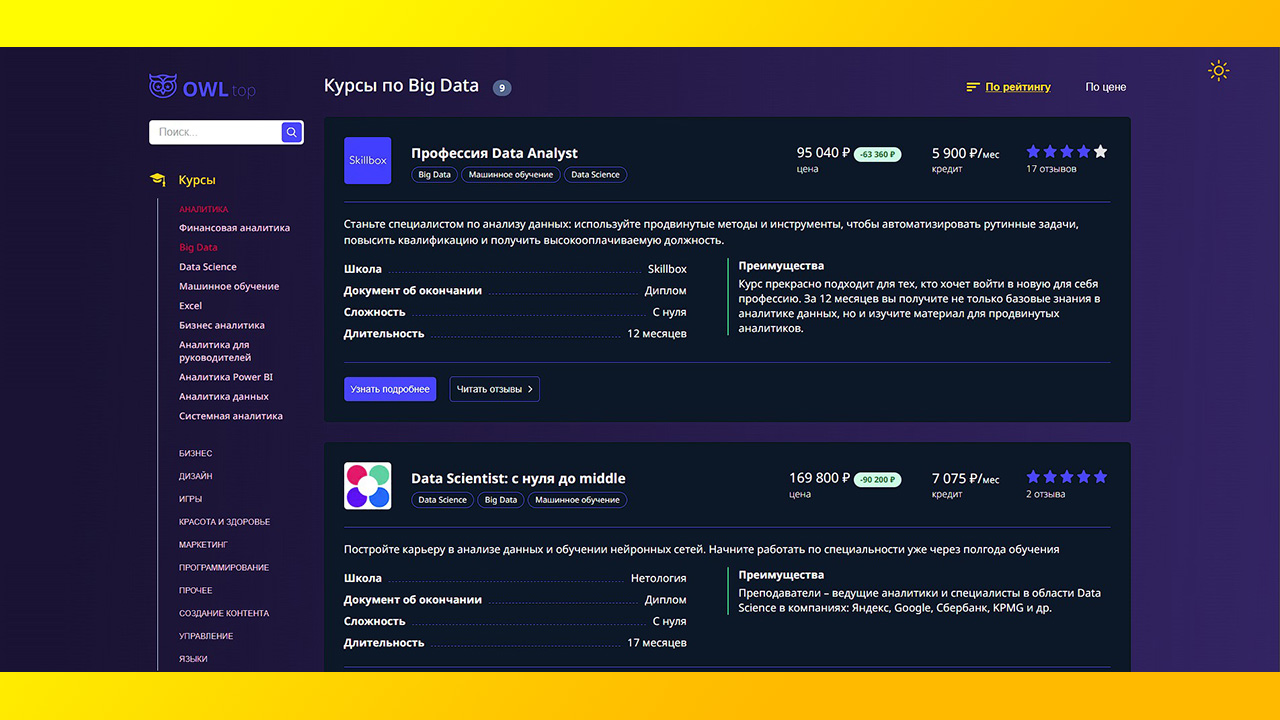 OWL top
Курсы по Big Data 9
По рейтингу
По цене
Поиск...
Курсы
АНАЛИТИКА
Финансовая аналитика
Big Data
Data Science
Машинное обучение
Excel
Бизнес аналитика
Аналитика для
руководителей
Аналитика Power BI
Аналитика данных
Системная аналитика
БИЗНЕС
ДИЗАЙН
ИГРЫ
КРАСОТА И ЗДОРОВЬЕ
МАРКЕТИНГ
ПРОГРАММИРОВАНИЕ
ПРОЧЕЕ
СОЗДАНИЕ КОНТЕНТА
УПРАВЛЕНИЕ
ЯЗЫКИ
Skillbox
Профессия Data Analyst
Big Data Машинное обучение Data Science
95 040 ₽ -63 360 ₽
цена
5 900 ₽/мес
кредит
17 отзывов
Станьте специалистом по анализу данных: используйте продвинутые методы и инструменты, чтобы автоматизировать рутинные задачи,
повысить квалификацию и получить высокооплачиваемую должность.
Школа Skillbox
Документ об окончании Диплом
Сложность С нуля
Длительность 12 месяцев
Преимущества
Курс прекрасно подходит для тех, кто хочет войти в новую для себя
профессию. За 12 месяцев вы получите не только базовые знания в
аналитике данных, но и изучите материал для продвинутых
аналитиков.
Узнать подробнее
Читать отзывы
Data Scientist: с нуля до middle
Data Science Big Data Машинное обучение
169 800 ₽ -90 200 ₽
цена
7 075 ₽/мес
кредит
2 отзыва
Постройте карьеру в анализе данных и обучении нейронных сетей. Начните работать по специальности уже через полгода обучения
Школа Нетология
Документ об окончании Диплом
Сложность С нуля
Длительность 17 месяцев
Преимущества
Преподаватели – ведущие аналитики и специалисты в области Data
Science в компаниях: Яндекс, Google, Сбербанк, KPMG и др.